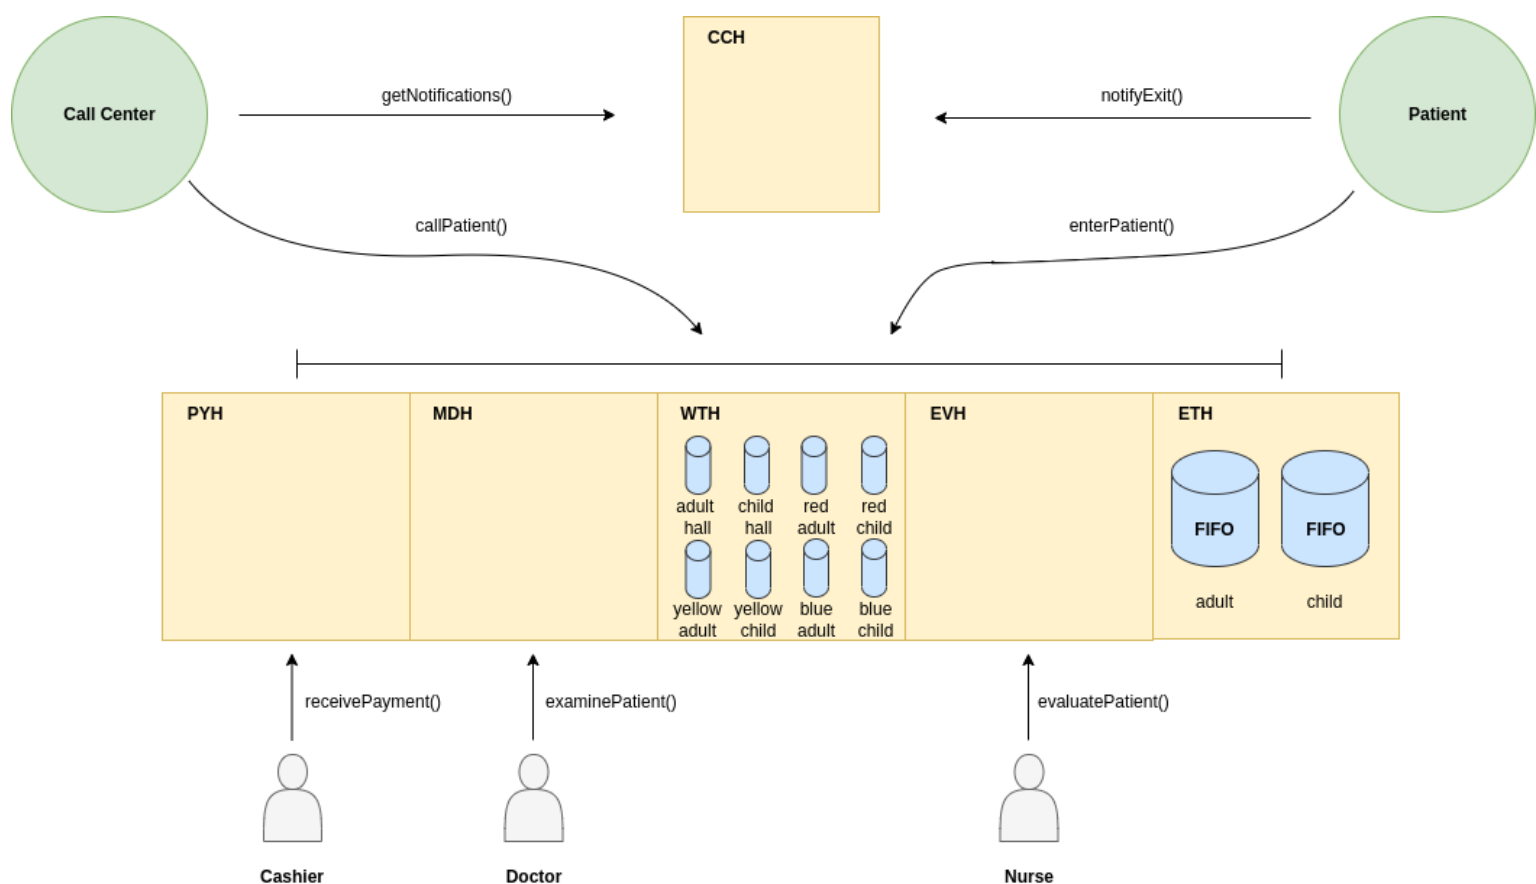 CCH
Call Center
getNotifications()
notifyExit()
Patient
callPatient()
enterPatient()
PYH
MDH
WTH
EVH
ETH
adult
hall
child
hall
red
adult
red
child
yellow
adult
yellow
child
blue
adult
blue
child
FIFO
FIFO
adult
child
receivePayment()
examinePatient()
evaluatePatient()
Cashier
Doctor
Nurse